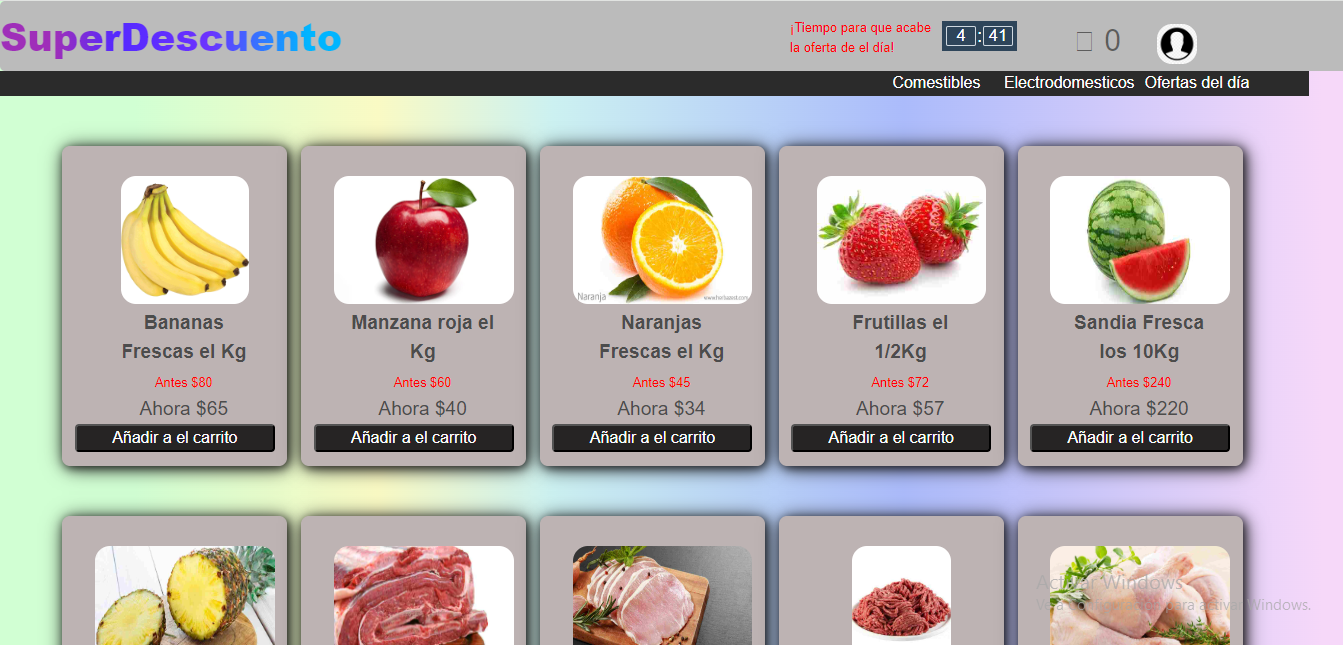 SuperDescuento
¡Tiempo para que acabe
la oferta de el día!
4:41
0
Comestibles Electrodomesticos Ofertas del día
Bananas
Frescas el Kg
Antes $80
Ahora $65
Añadir a el carrito
Manzana roja el
Kg
Antes $60
Ahora $40
Añadir a el carrito
Naranja
www.herbazest.com
Naranjas
Frescas el Kg
Antes $45
Ahora $34
Añadir a el carrito
Frutillas el
1/2Kg
Antes $72
Ahora $57
Añadir a el carrito
Sandia Fresca
los 10Kg
Antes $240
Ahora $220
Añadir a el carrito
Activar Windows
para activar Windows.